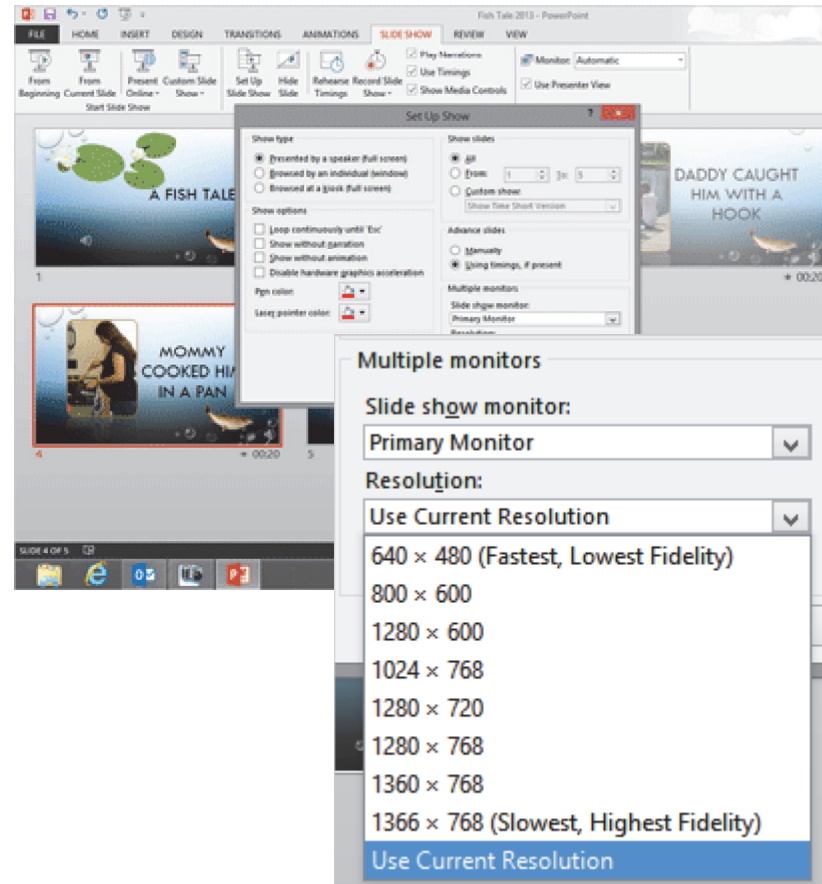 Fish Tale.2013 - PowerPoint
FILE HOME INSERT DESIGN TRANSITIONS ANIMATIONS SLIDE SHOW REVIEW VIEW
From Beginning
From Current Slide
Present Online
Custom Slide Show
Set Up Slide Show
Hide Slide
Rehearse Timings
Record Slide Show
Play Narrations
Use Timings
Show Media Controls
Monitor: Automatic
Use Presenter View
Start Slide Show
Set Up Show
?
Show type
Presented by a speaker (full screen)
Browsed by an individual (window)
Browsed at a kiosk (full screen)
Show options
Loop continuously until 'Esc'
Show without narration
Show without animation
Disable hardware graphics acceleration
Pen color:
Laser pointer color:
Show slides
All
From: 1 To: 5
Custom show:
Show Time Short Version
Advance slides
Manually
Using timings, if present
Multiple monitors
Slide show monitor:
Primary Monitor
Resolution:
A FISH TALE
1
DADDY CAUGHT
HIM WITH A
HOOK
00:20
MOMMY
COOKED HI
IN A PAN
4
00:20
5
SLIDE 4 OF 5
Multiple monitors
Slide show monitor:
Primary Monitor
Resolution:
Use Current Resolution
640 × 480 (Fastest, Lowest Fidelity)
800 × 600
1280 × 600
1024 × 768
1280 × 720
1280 × 768
1360 × 768
1366 × 768 (Slowest, Highest Fidelity)
Use Current Resolution